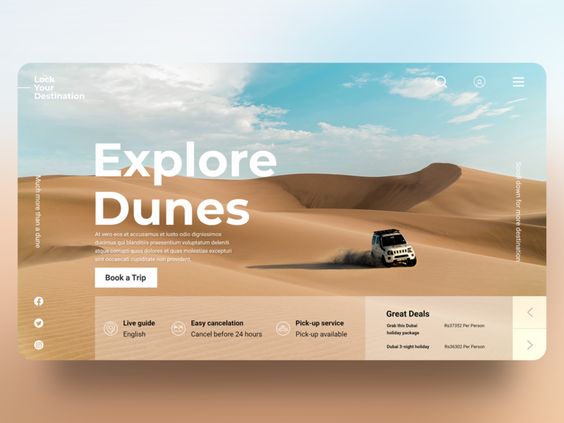 Lock
Your
Destination
Explore
Dunes
At vero eos et accusamus et iusto odio dignissimos
ducimus qui blanditiis praesentium voluptatum deleniti
atque corrupti quos dolores et quas molestias excepturi
sint occaecati cupiditate non provident,
Book a Trip
Much more than a dune
Scroll down for more destination
Live guide
English
Easy cancelation
Cancel before 24 hours
Pick-up service
Pick-up available
Great Deals
Grab this Dubai
holiday package
Rs37352 Per Person
Dubai 3-night holiday
Rs36302 Per Person